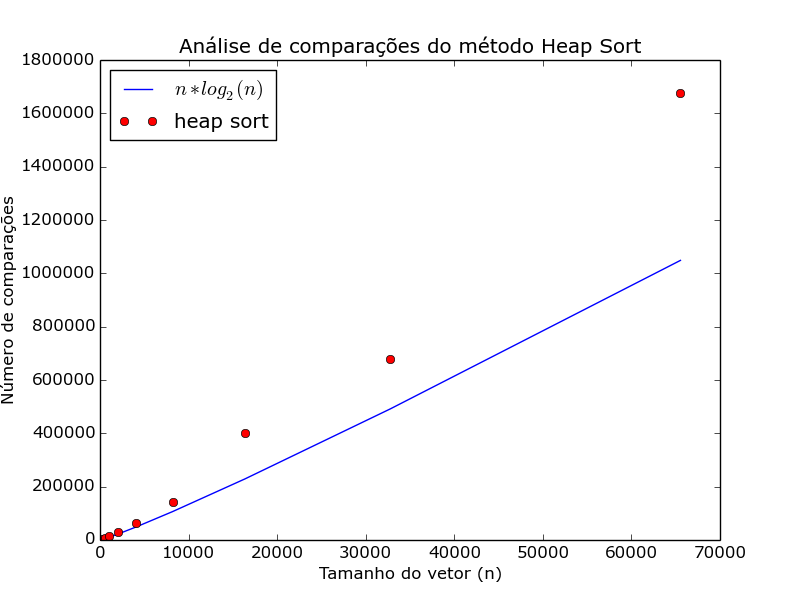 Análise de comparações do método Heap Sort
n*log₂(n)
heap sort
Número de comparações
1800000
1600000
1400000
1200000
1000000
800000
600000
400000
200000
0
0 10000 20000 30000 40000 50000 60000 70000
Tamanho do vetor (n)